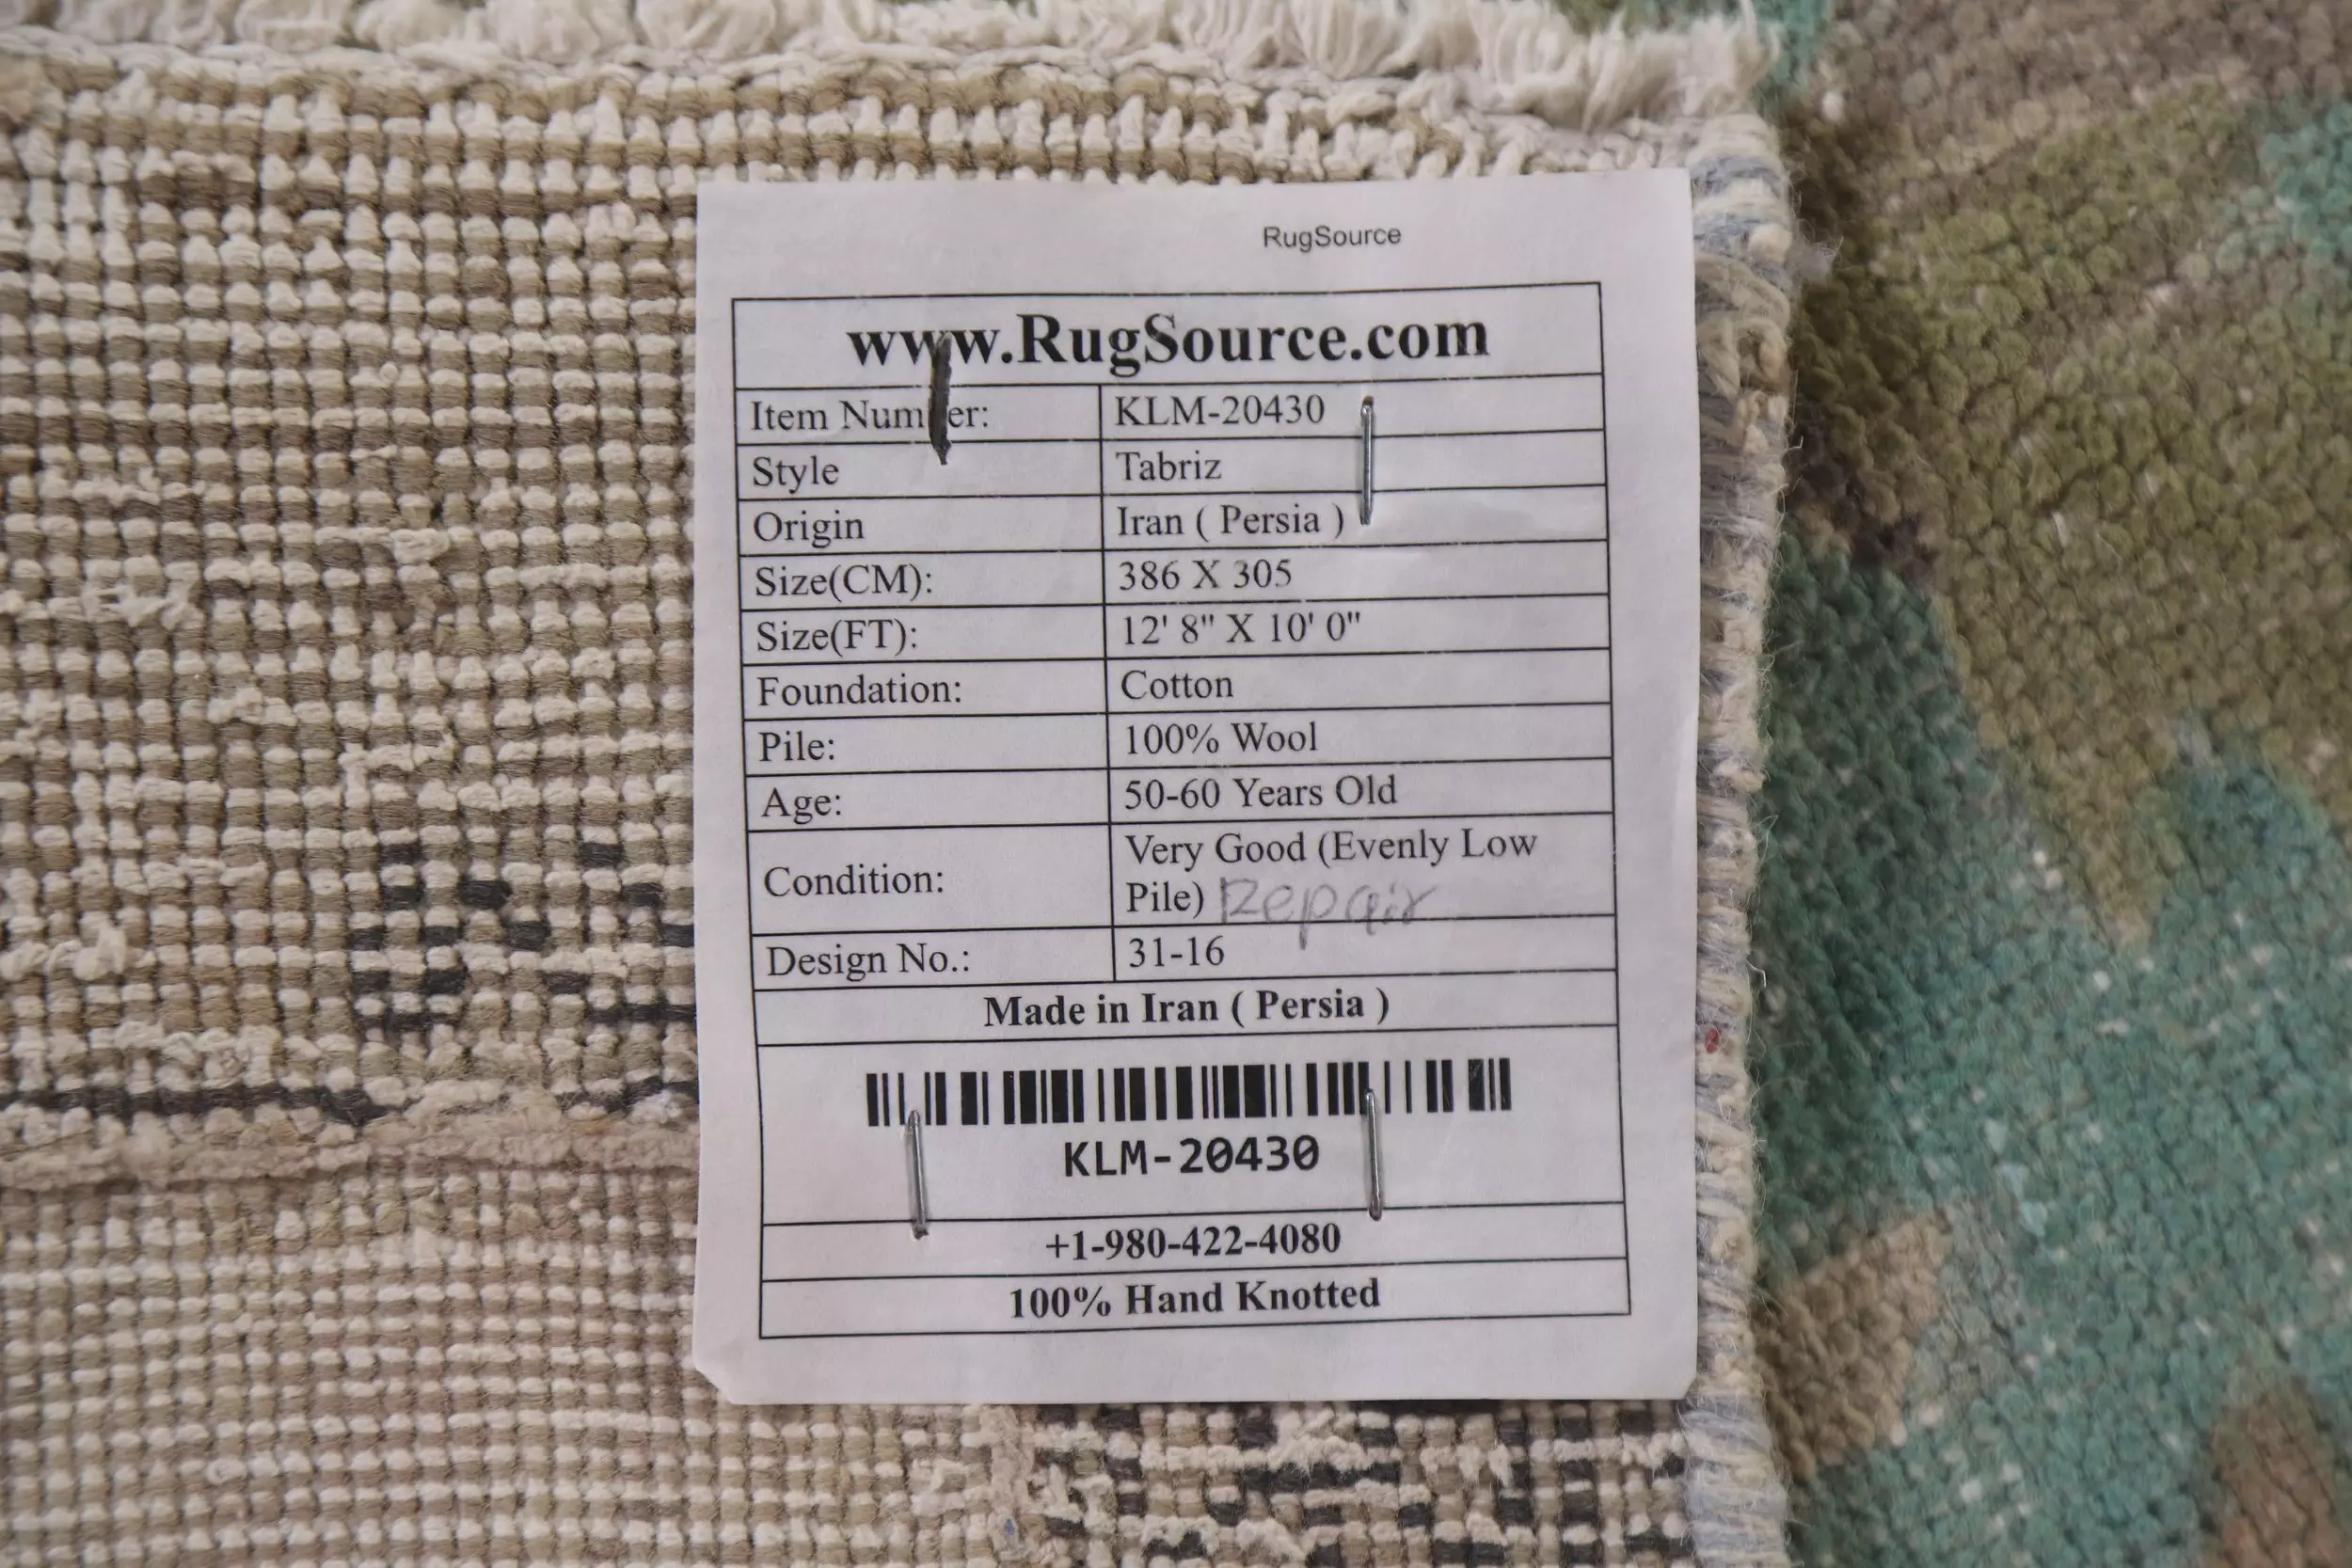 RugSource
www.RugSource.com
Item Number: KLM-20430
Style Tabriz
Origin Iran ( Persia )
Size(CM): 386 X 305
Size(FT): 12' 8" X 10' 0"
Foundation: Cotton
Pile: 100% Wool
Age: 50-60 Years Old
Condition: Very Good (Evenly Low
Pile) Repair
Design No.: 31-16
Made in Iran ( Persia )
KLM-20430
+1-980-422-4080
100% Hand Knotted